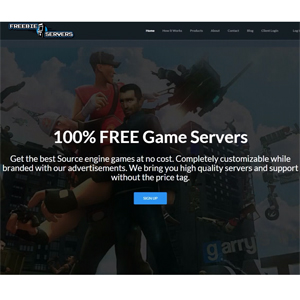 FREEBIE
SERVERS
Home How It Works Products About Contact Blog Client Login
100% FREE Game Servers
Get the best Source engine games at no cost. Completely customizable while
branded with our advertisements. We bring you high quality servers and support
without the price tag.
SIGN UP
garry